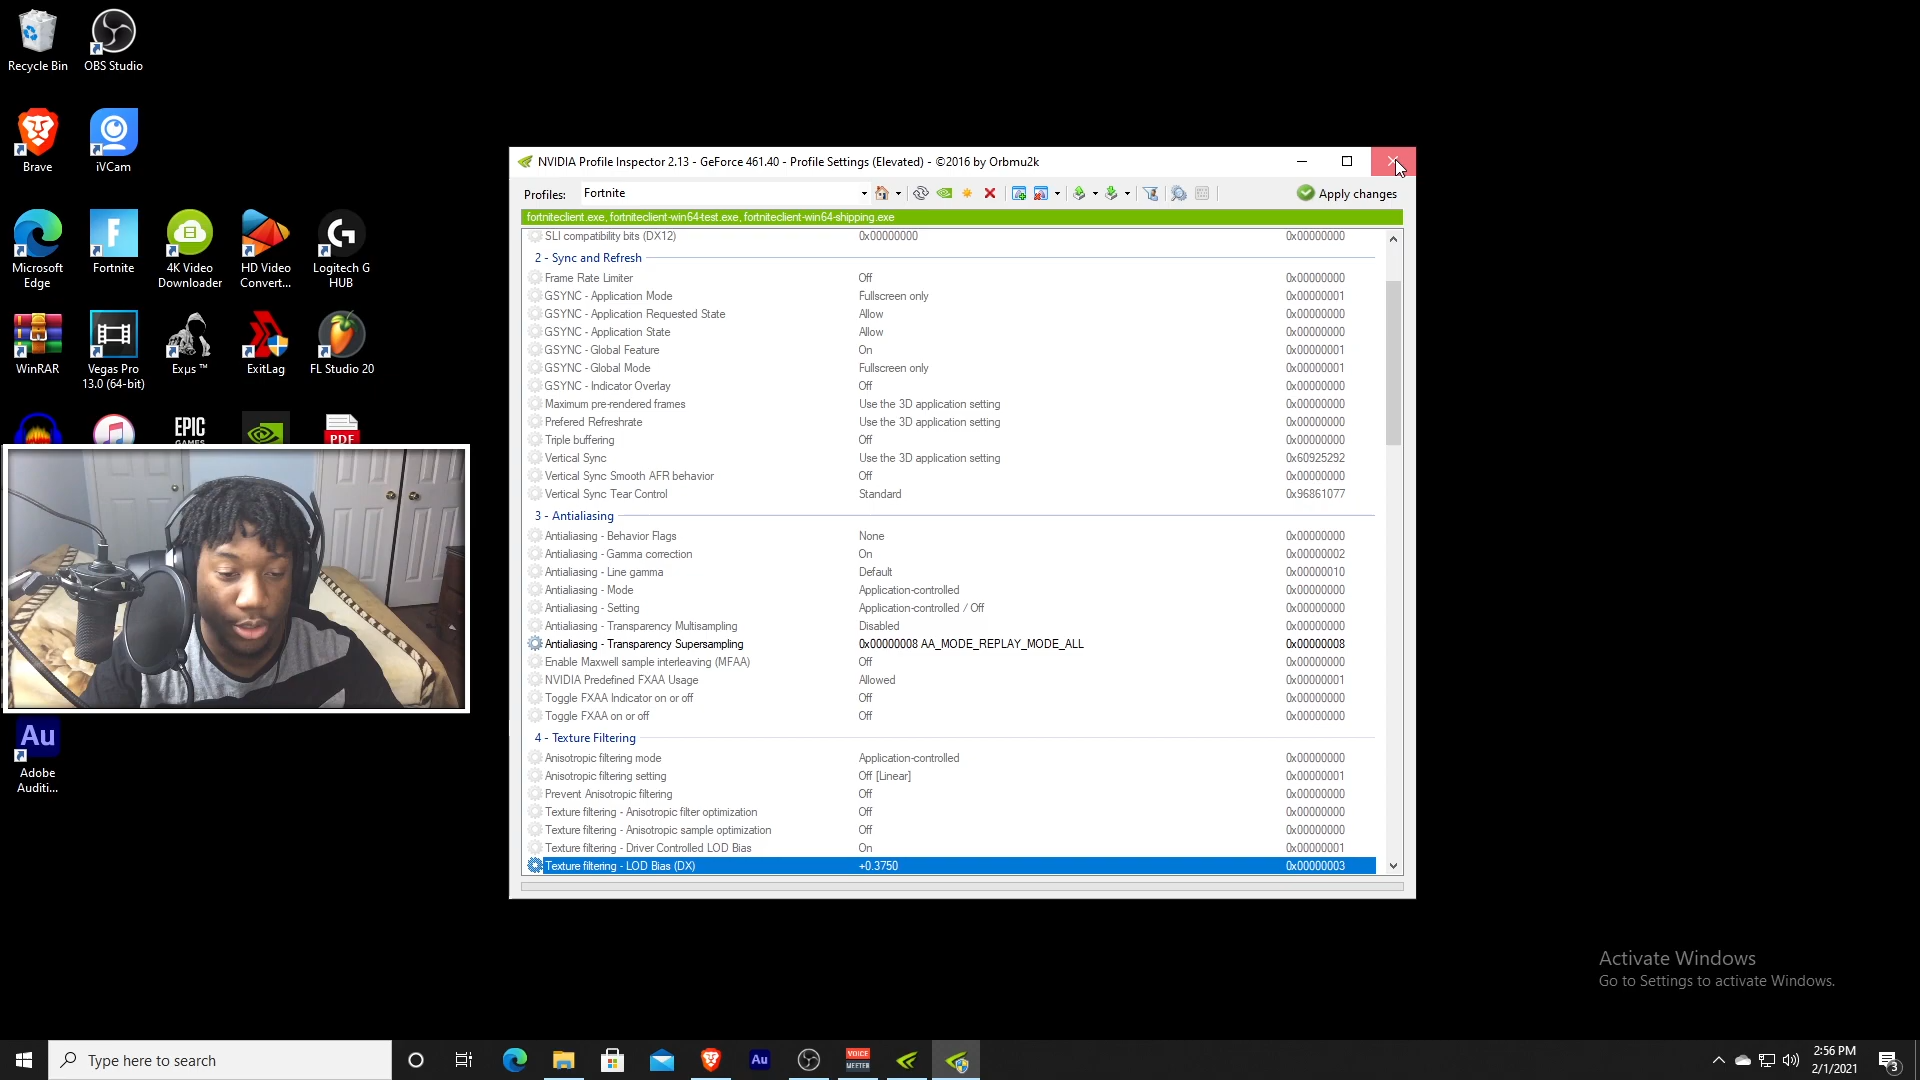 Recycle Bin
OBS Studio
Brave
iVCam
Microsoft
Edge
Fortnite
4K Video
Downloader
HD Video
Convert...
Logitech G
HUB
WinRAR
Vegas Pro
13.0 (64-bit)
Exµs ™
ExitLag
FL Studio 20
EPIC
GAMES
PDF
Au
Adobe
Auditi...
NVIDIA Profile Inspector 2.13 - GeForce 461.40 - Profile Settings (Elevated) - ©2016 by Orbmu2k
Profiles: Fortnite Apply changes
fortniteclient.exe, fortniteclient-win64-test.exe, fortniteclient-win64-shipping.exe
SLI compatibility bits (DX12) 0x00000000 0x00000000
2 - Sync and Refresh
Frame Rate Limiter Off 0x00000000
GSYNC - Application Mode Fullscreen only 0x00000001
GSYNC - Application Requested State Allow 0x00000000
GSYNC - Application State Allow 0x00000000
GSYNC - Global Feature On 0x00000001
GSYNC - Global Mode Fullscreen only 0x00000001
GSYNC - Indicator Overlay Off 0x00000000
Maximum pre-rendered frames Use the 3D application setting 0x00000000
Prefered Refreshrate Use the 3D application setting 0x00000000
Triple buffering Off 0x00000000
Vertical Sync Use the 3D application setting 0x60925292
Vertical Sync Smooth AFR behavior Off 0x00000000
Vertical Sync Tear Control Standard 0x96861077
3 - Antialiasing
Antialiasing - Behavior Flags None 0x00000000
Antialiasing - Gamma correction On 0x00000002
Antialiasing - Line gamma Default 0x00000010
Antialiasing - Mode Application-controlled 0x00000000
Antialiasing - Setting Application-controlled / Off 0x00000000
Antialiasing - Transparency Multisampling Disabled 0x00000000
Antialiasing - Transparency Supersampling 0x00000008 AA_MODE_REPLAY_MODE_ALL 0x00000008
Enable Maxwell sample interleaving (MFAA) Off 0x00000000
NVIDIA Predefined FXAA Usage Allowed 0x00000001
Toggle FXAA Indicator on or off Off 0x00000000
Toggle FXAA on or off Off 0x00000000
4 - Texture Filtering
Anisotropic filtering mode Application-controlled 0x00000000
Anisotropic filtering setting Off [Linear] 0x00000001
Prevent Anisotropic filtering Off 0x00000000
Texture filtering - Anisotropic filter optimization Off 0x00000000
Texture filtering - Anisotropic sample optimization Off 0x00000000
Texture filtering - Driver Controlled LOD Bias On 0x00000001
Texture filtering - LOD Bias (DX) +0.3750 0x00000003
Activate Windows
Go to Settings to activate Windows.
Type here to search
Au
VOICE
MEETER
2:56 PM
2/1/2021
3